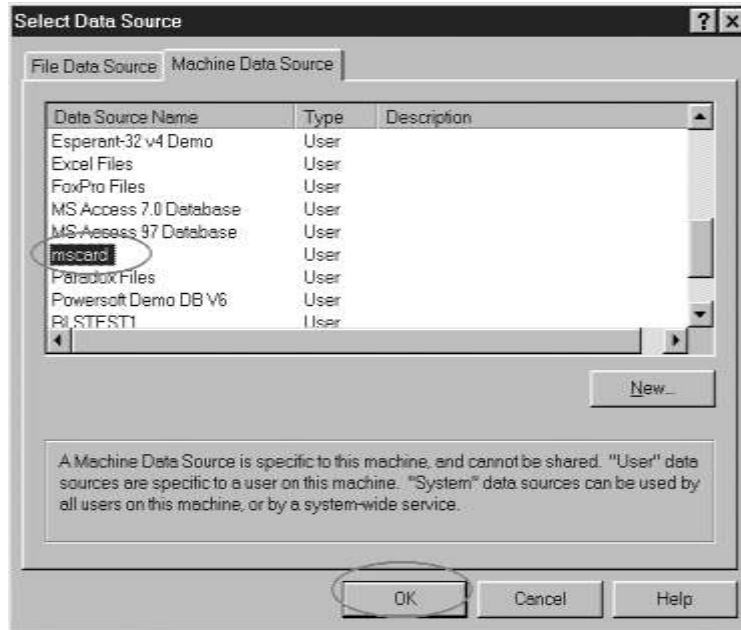 Select Data Source
File Data Source Machine Data Source
Data Source Name Type Description
Esperant-32 v4 Demo User
Excel Files User
FoxPro Files User
MS Access 7.0 Database User
MS Access 97 Database User
mscard User
Paradox Files User
Powersoft Demo DB V6 User
RLSTEST1 User
New...
A Machine Data Source is specific to this machine, and cannot be shared. "User" data
sources are specific to a user on this machine. "System" data sources can be used by
all users on this machine, or by a system-wide service.
OK Cancel Help